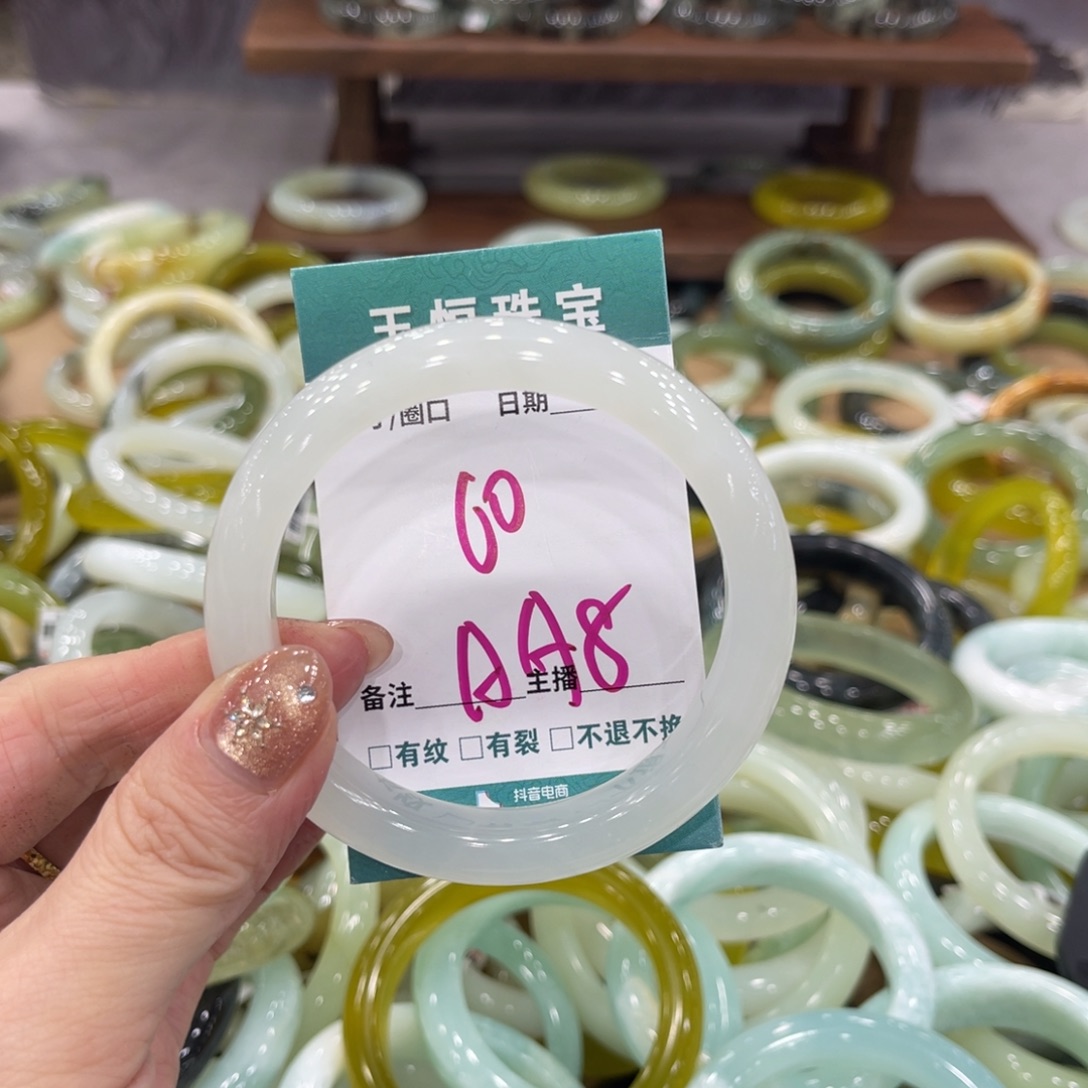 玉恒珠宝
/圈口 日期
60
AA8
备注 主播
□有纹 □有裂 □不退不换
抖音电商